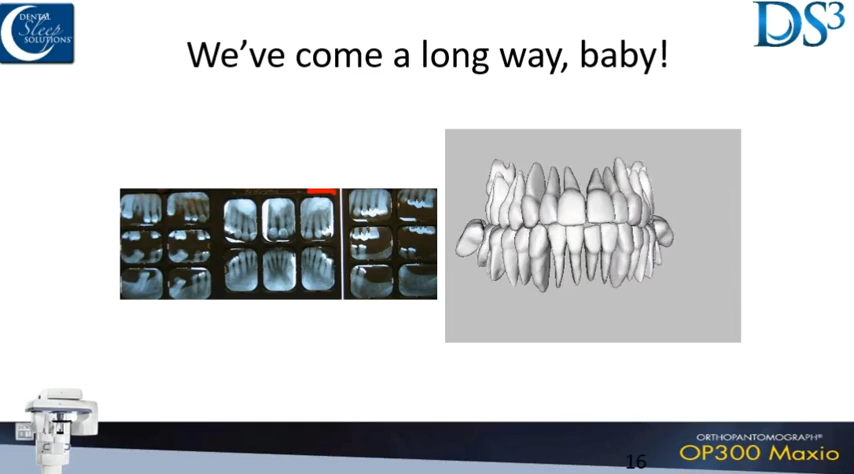 DENTAL
Sleep
SOLUTIONS
DS3
We've come a long way, baby!
ORTHOPANTOMOGRAPH®
OP300 Maxio
16